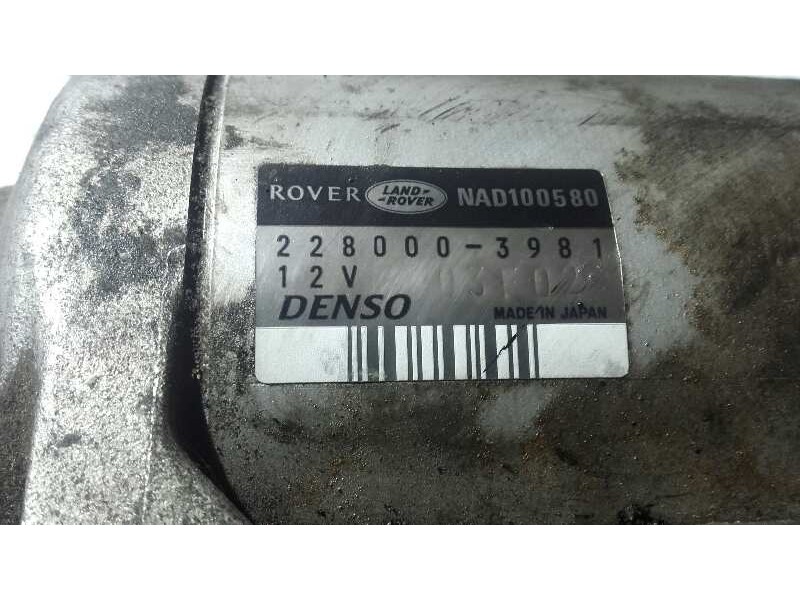 ROVER LAND- -ROVER NAD100580
228000-3981
12V
DENSO MADE IN JAPAN